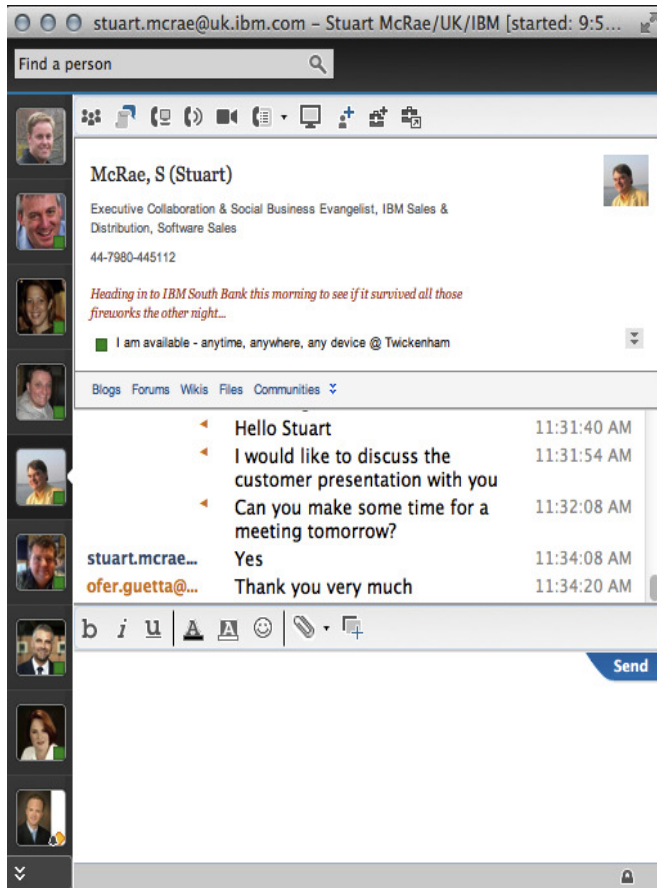 stuart.mcrae@uk.ibm.com – Stuart McRae/UK/IBM [started: 9:5...
Find a person
McRae, S (Stuart)
Executive Collaboration & Social Business Evangelist, IBM Sales &
Distribution, Software Sales
44-7980-445112
Heading in to IBM South Bank this morning to see if it survived all those
fireworks the other night...
I am available - anytime, anywhere, any device @ Twickenham
Blogs Forums Wikis Files Communities
Hello Stuart 11:31:40 AM
I would like to discuss the 11:31:54 AM
customer presentation with you
Can you make some time for a 11:32:08 AM
meeting tomorrow?
stuart.mcrae... Yes 11:34:08 AM
ofer.guetta@... Thank you very much 11:34:20 AM
b i u A A
Send